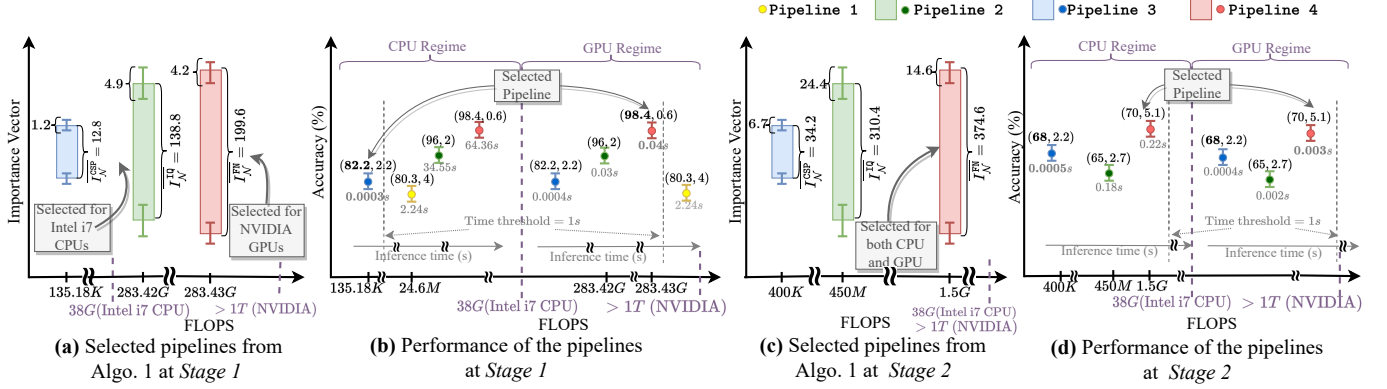 Pipeline 1
Pipeline 2
Pipeline 3
Pipeline 4
Importance Vector
1.2
4.9
4.2
I_N^CSP = 12.8
I_N^IQ = 138.8
I_N^FN = 199.6
Selected for
Intel i7
CPUs
Selected for
NVIDIA
GPUs
135.18K
283.42G
283.43G
38G(Intel i7 CPU)
> 1T (NVIDIA)
FLOPS
(a) Selected pipelines from
Algo. 1 at Stage 1
CPU Regime
GPU Regime
Accuracy (%)
Selected
Pipeline
(82.2, 2.2)
0.0003s
(80.3, 4)
2.24s
(96, 2)
34.55s
(98.4, 0.6)
64.36s
(82.2, 2.2)
0.0004s
(96, 2)
0.03s
(98.4, 0.6)
0.04s
(80.3, 4)
2.24s
Time threshold = 1s
Inference time (s)
Inference time (s)
135.18K
24.6M
283.42G
283.43G
38G(Intel i7 CPU)
> 1T (NVIDIA)
FLOPS
(b) Performance of the pipelines
at Stage 1
Importance Vector
6.7
24.4
14.6
I_N^CSP = 34.2
I_N^IQ = 310.4
I_N^FN = 374.6
Selected for
both CPU
and GPU
400K
450M
1.5G
38G(Intel i7 CPU)
> 1T (NVIDIA)
FLOPS
(c) Selected pipelines from
Algo. 1 at Stage 2
CPU Regime
GPU Regime
Accuracy (%)
Selected
Pipeline
(68, 2.2)
0.0005s
(65, 2.7)
0.18s
(70, 5.1)
0.22s
(68, 2.2)
0.0004s
(65, 2.7)
0.002s
(70, 5.1)
0.003s
Time threshold = 1s
Inference time (s)
Inference time (s)
400K
450M
1.5G
38G(Intel i7 CPU)
> 1T (NVIDIA)
FLOPS
(d) Performance of the pipelines
at Stage 2